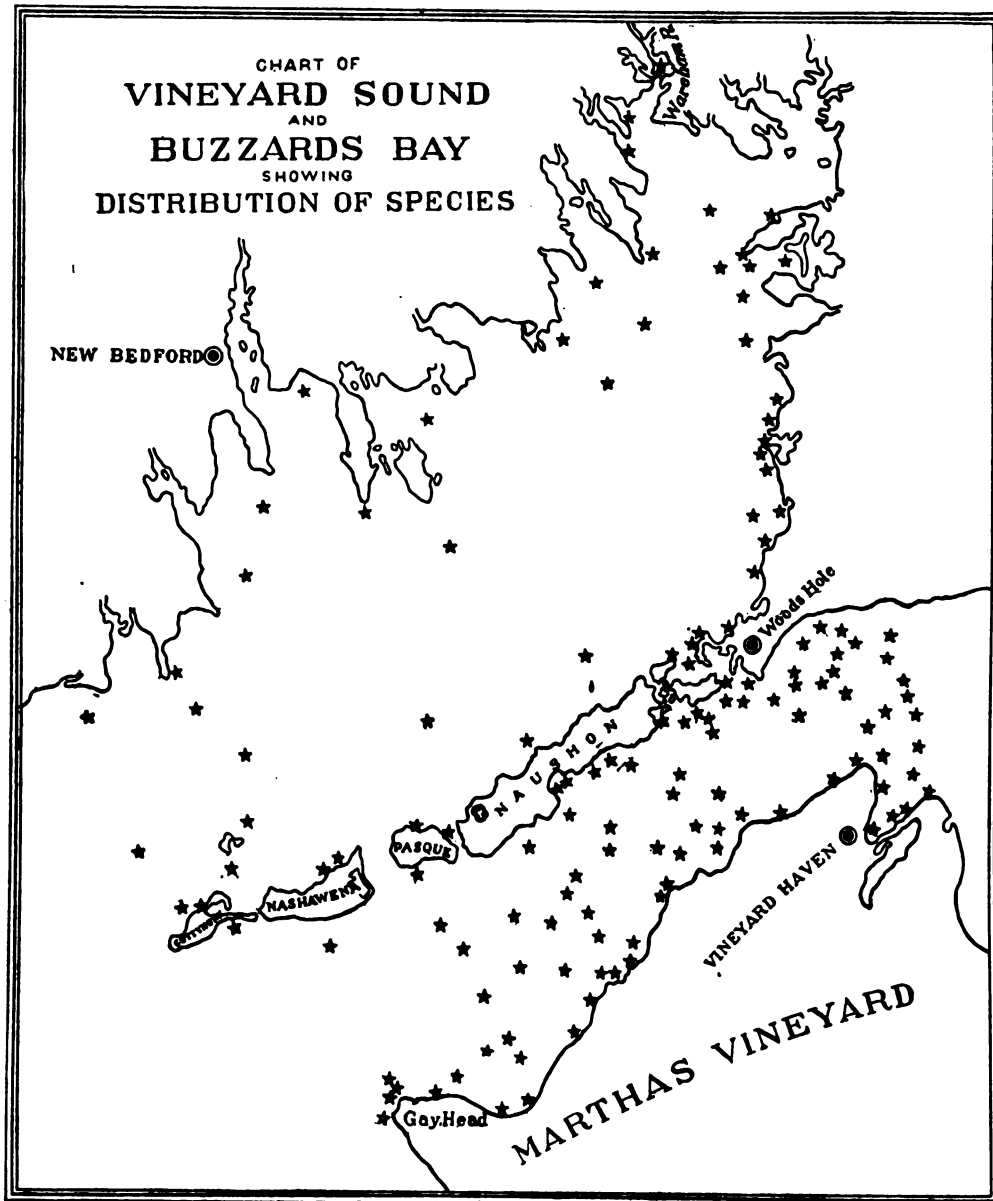 CHART OF
VINEYARD SOUND
AND
BUZZARDS BAY
SHOWING
DISTRIBUTION OF SPECIES
Wareham R.
NEW BEDFORD
Woods Hole
NAUSHON
PASQUE
NASHAWENA
VINEYARD HAVEN
MARTHAS VINEYARD
Gay Head